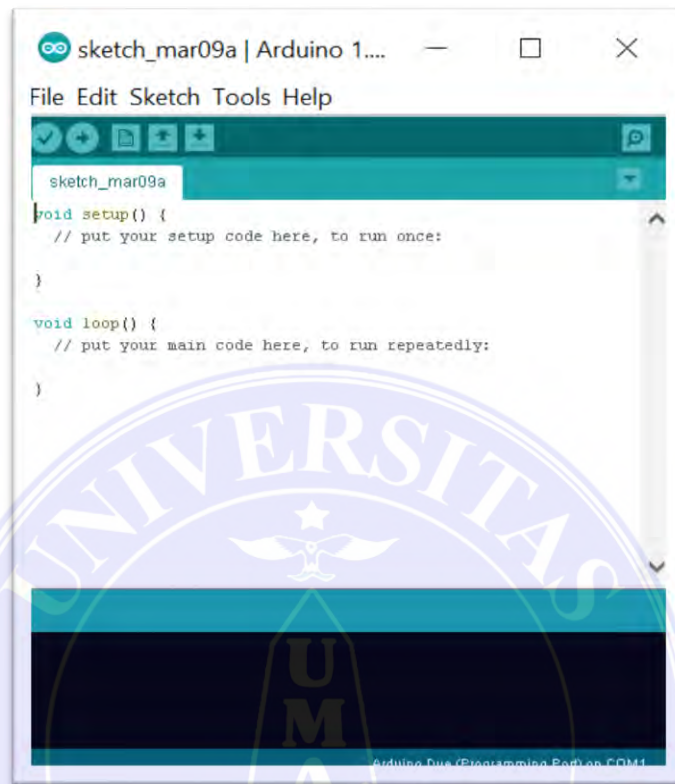 sketch_mar09a | Arduino 1....
File Edit Sketch Tools Help
sketch_mar09a
void setup() {
// put your setup code here, to run once:
}
void loop() {
// put your main code here, to run repeatedly:
}
UNIVERSITAS
U
M
A
Arduino Due (Programming Port) on COM1